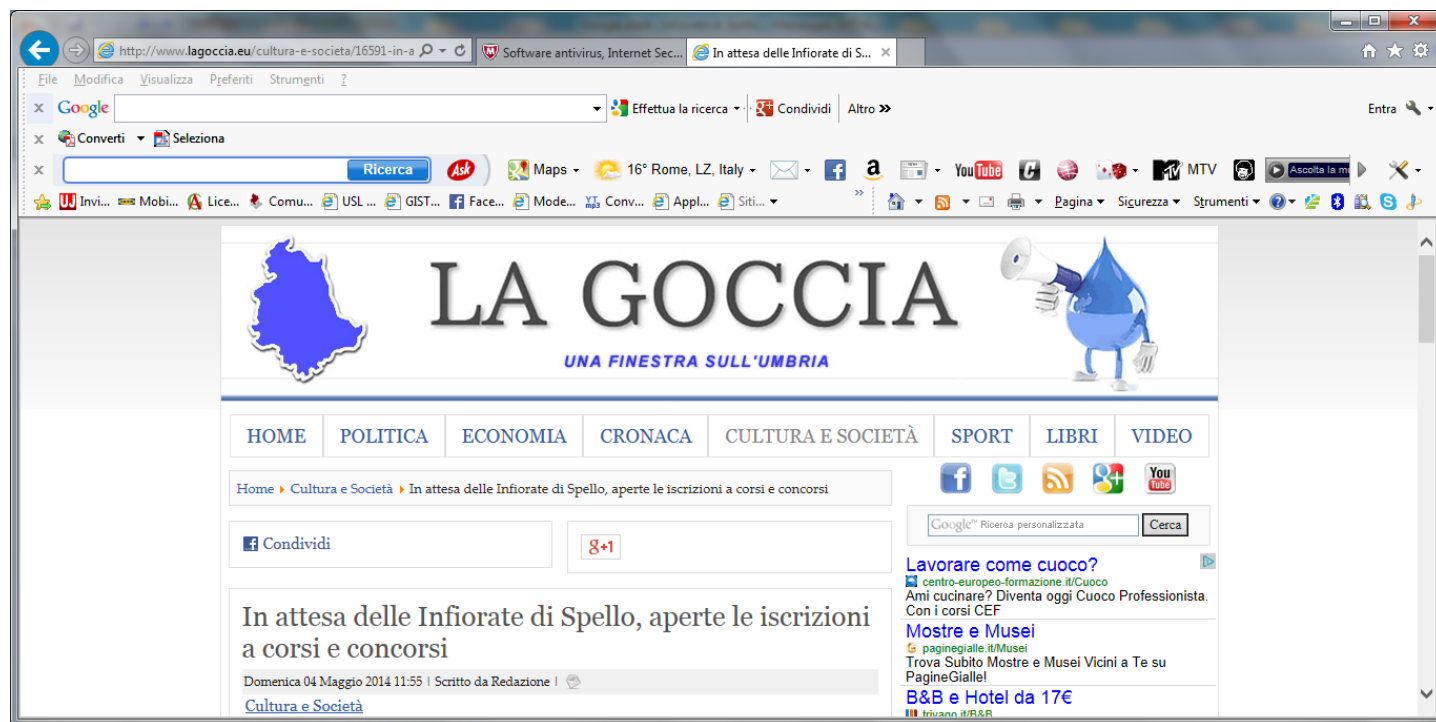 http://www.lagoccia.eu/cultura-e-societa/16591-in-a
Software antivirus, Internet Sec...
In attesa delle Infiorate di S...
File Modifica Visualizza Preferiti Strumenti ?
Google
Effettua la ricerca
Condividi
Altro
Entra
Converti
Seleziona
Ricerca
Ask
Maps
16° Rome, LZ, Italy
YouTube
MTV
Ascolta la mu
Invi... Mobi... Lice... Comu... USL ... GIST... Face... Mode... Conv... Appl... Siti...
Pagina Sicurezza Strumenti
LA GOCCIA
UNA FINESTRA SULL'UMBRIA
HOME POLITICA ECONOMIA CRONACA CULTURA E SOCIETÀ SPORT LIBRI VIDEO
Home Cultura e Società In attesa delle Infiorate di Spello, aperte le iscrizioni a corsi e concorsi
You Tube
Google™ Ricerca personalizzata
Cerca
Condividi
g+1
In attesa delle Infiorate di Spello, aperte le iscrizioni
a corsi e concorsi
Domenica 04 Maggio 2014 11:55 | Scritto da Redazione |
Cultura e Società
Lavorare come cuoco?
centro-europeo-formazione.it/Cuoco
Ami cucinare? Diventa oggi Cuoco Professionista.
Con i corsi CEF
Mostre e Musei
paginegialle.it/Musei
Trova Subito Mostre e Musei Vicini a Te su
PagineGialle!
B&B e Hotel da 17€
trivago.it/B&B